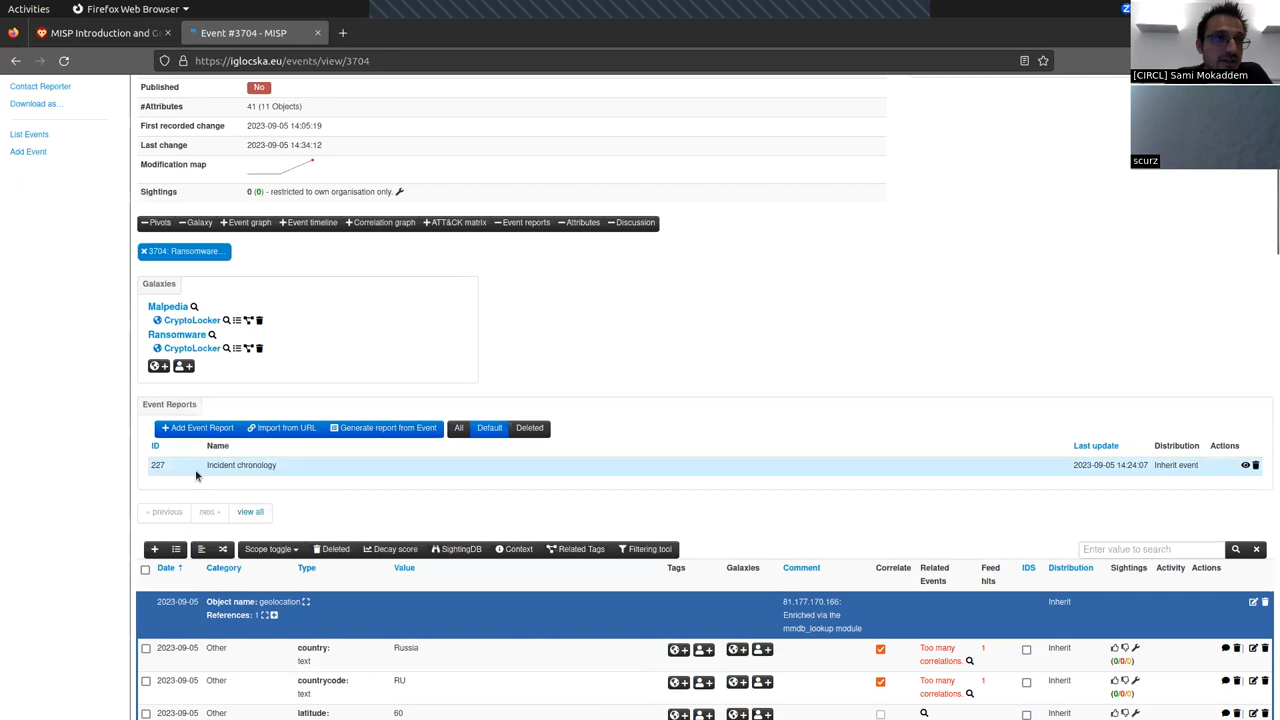 Activities
Firefox Web Browser
MISP Introduction and G
Event #3704 - MISP
https://iglocska.eu/events/view/3704
[CIRCL] Sami Mokaddem
scurz
Contact Reporter
Download as...
List Events
Add Event
Published No
#Attributes 41 (11 Objects)
First recorded change 2023-09-05 14:05:19
Last change 2023-09-05 14:34:12
Modification map
Sightings 0 (0) - restricted to own organisation only.
Pivots Galaxy Event graph Event timeline Correlation graph ATT&CK matrix Event reports Attributes Discussion
3704: Ransomware...
Galaxies
Malpedia
CryptoLocker
Ransomware
CryptoLocker
Event Reports
Add Event Report Import from URL Generate report from Event All Default Deleted
ID Name Last update Distribution Actions
227 Incident chronology 2023-09-05 14:24:07 Inherit event
« previous next » view all
Scope toggle Deleted Decay score SightingDB Context Related Tags Filtering tool Enter value to search
Date Category Type Value Tags Galaxies Comment Correlate Related Events Feed hits IDS Distribution Sightings Activity Actions
2023-09-05 Object name: geolocation
References: 1
81.177.170.166:
Enriched via the
mmdb_lookup module
Inherit
2023-09-05 Other country: text Russia Too many correlations. 1 Inherit (0/0/0)
2023-09-05 Other countrycode: text RU Too many correlations. 1 Inherit (0/0/0)
2023-09-05 Other latitude: 60 Inherit